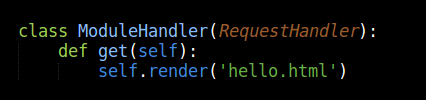 class ModuleHandler(RequestHandler):
    def get(self):
        self.render('hello.html')